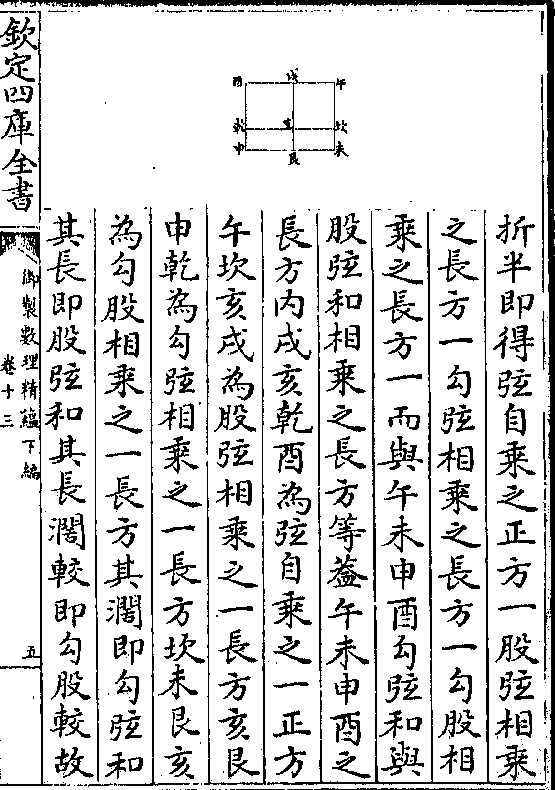 午
戌
酉
坎
亥
乾
未
艮
申
折半即得弦自乘之正方一股弦相乘
之長方一勾弦相乘之長方一勾股相
乘之長方一而與午未申酉勾弦和與
股弦和相乘之長方等葢午未申酉之
長方内戌亥乾酉為弦自乘之一正方
午坎亥戌為股弦相乘之一長方亥艮
申乾為勾弦相乘之一長方坎未艮亥
為勾股相乘之一長方其濶即勾弦和
其長即股弦和其長濶較即勾股較故
欽定四庫全書
御製數理精蘊下編
卷十三
五